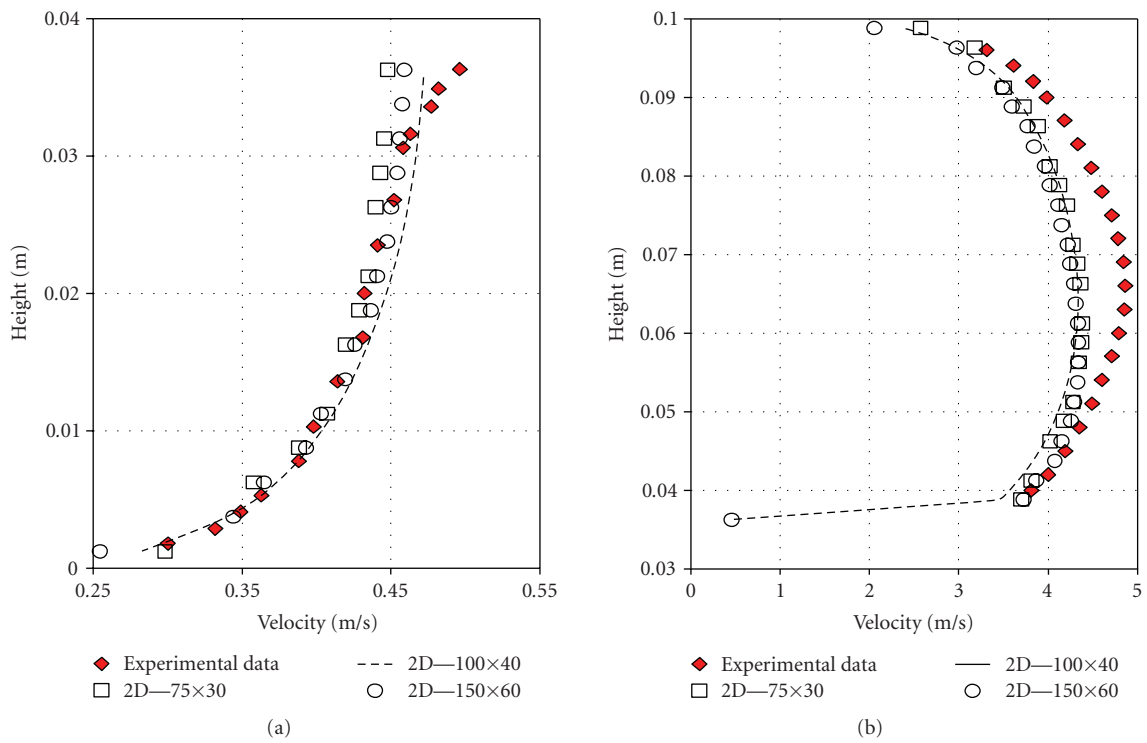 0.04
0.03
0.02
0.01
0
Height (m)
0.25 0.35 0.45 0.55
Velocity (m/s)
Experimental data
2D—75×30
2D—100×40
2D—150×60
(a)
0.1
0.09
0.08
0.07
0.06
0.05
0.04
0.03
Height (m)
0 1 2 3 4 5
Velocity (m/s)
Experimental data
2D—75×30
2D—100×40
2D—150×60
(b)